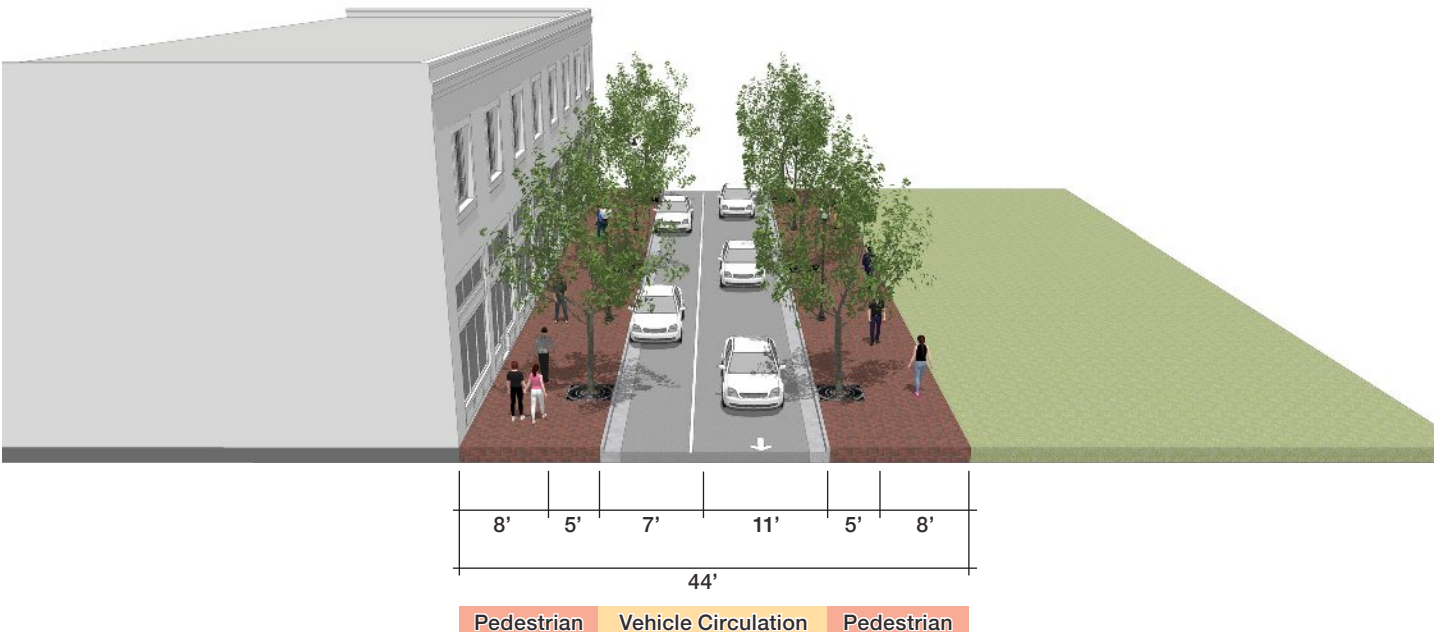 8’ 5’ 7’ 11’ 5’ 8’
44’
Pedestrian Vehicle Circulation Pedestrian